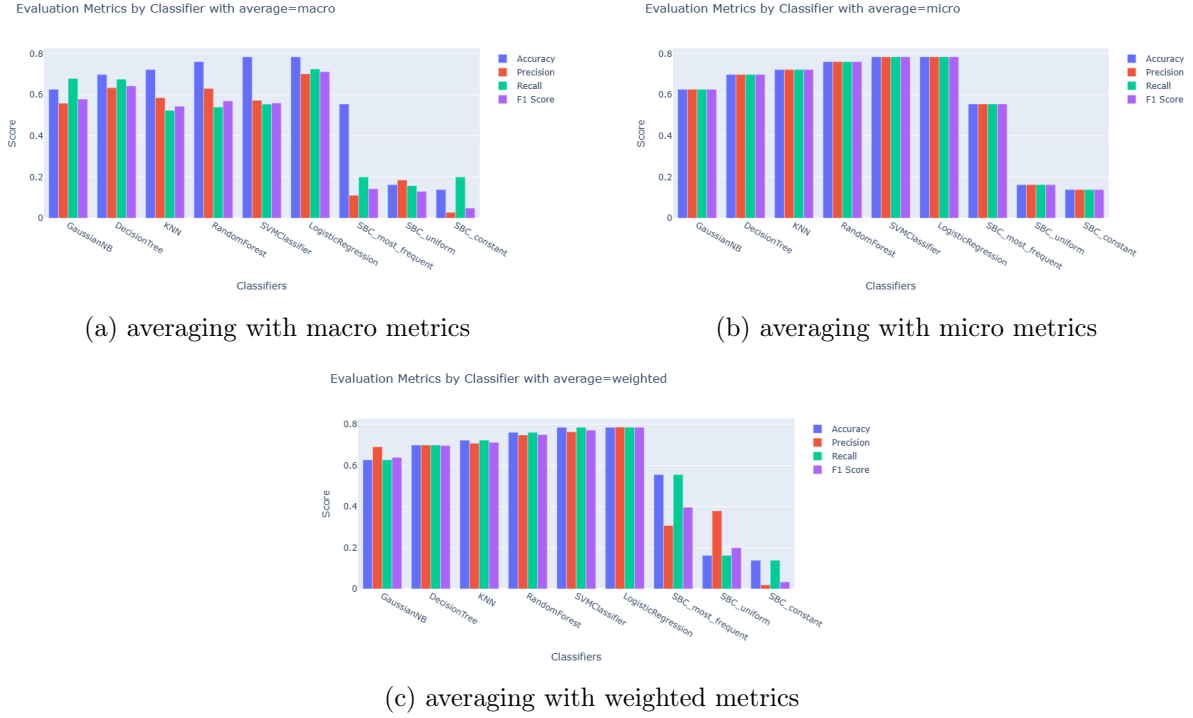 Evaluation Metrics by Classifier with average=macro
0.8
0.6
0.4
0.2
0
Score
GaussianNB
DecisionTree
KNN
RandomForest
SVMClassifier
LogisticRegression
SBC_most_frequent
SBC_uniform
SBC_constant
Classifiers
Accuracy
Precision
Recall
F1 Score
(a) averaging with macro metrics
Evaluation Metrics by Classifier with average=micro
0.8
0.6
0.4
0.2
0
Score
GaussianNB
DecisionTree
KNN
RandomForest
SVMClassifier
LogisticRegression
SBC_most_frequent
SBC_uniform
SBC_constant
Classifiers
Accuracy
Precision
Recall
F1 Score
(b) averaging with micro metrics
Evaluation Metrics by Classifier with average=weighted
0.8
0.6
0.4
0.2
0
Score
GaussianNB
DecisionTree
KNN
RandomForest
SVMClassifier
LogisticRegression
SBC_most_frequent
SBC_uniform
SBC_constant
Classifiers
Accuracy
Precision
Recall
F1 Score
(c) averaging with weighted metrics